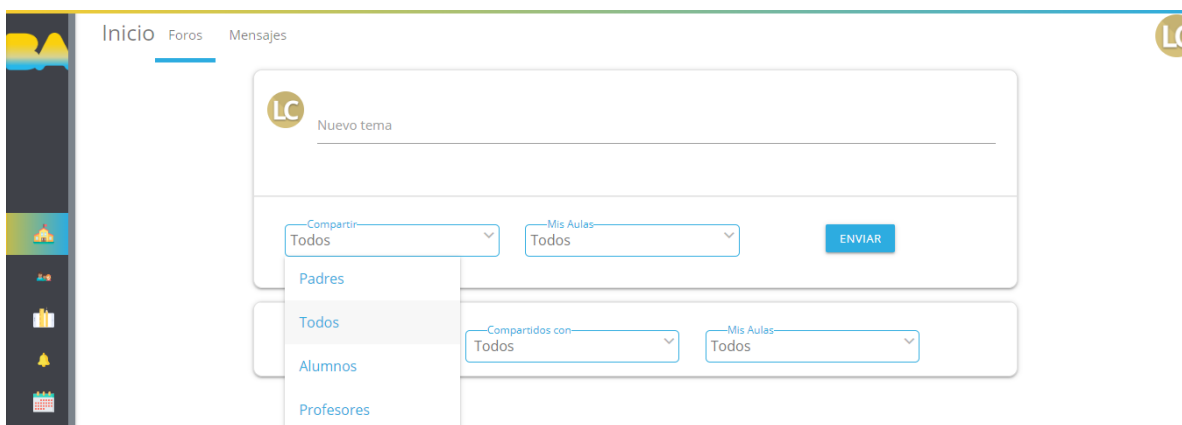 Inicio Foros Mensajes
LC
Nuevo tema
Compartir
Todos
Mis Aulas
Todos
ENVIAR
Padres
Todos
Alumnos
Profesores
Compartidos con
Todos
Mis Aulas
Todos